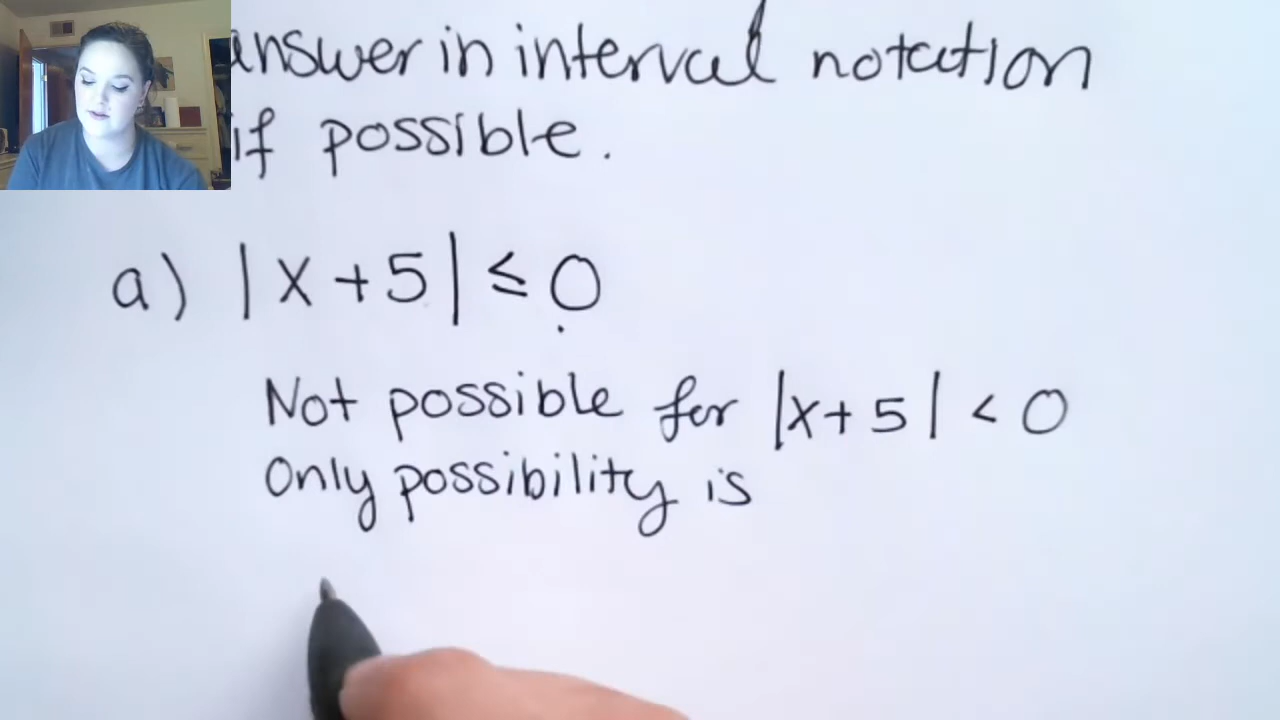 answer in interval notation
if possible.
a) |x+5| ≤ 0
Not possible for |x+5| < 0
Only possibility is